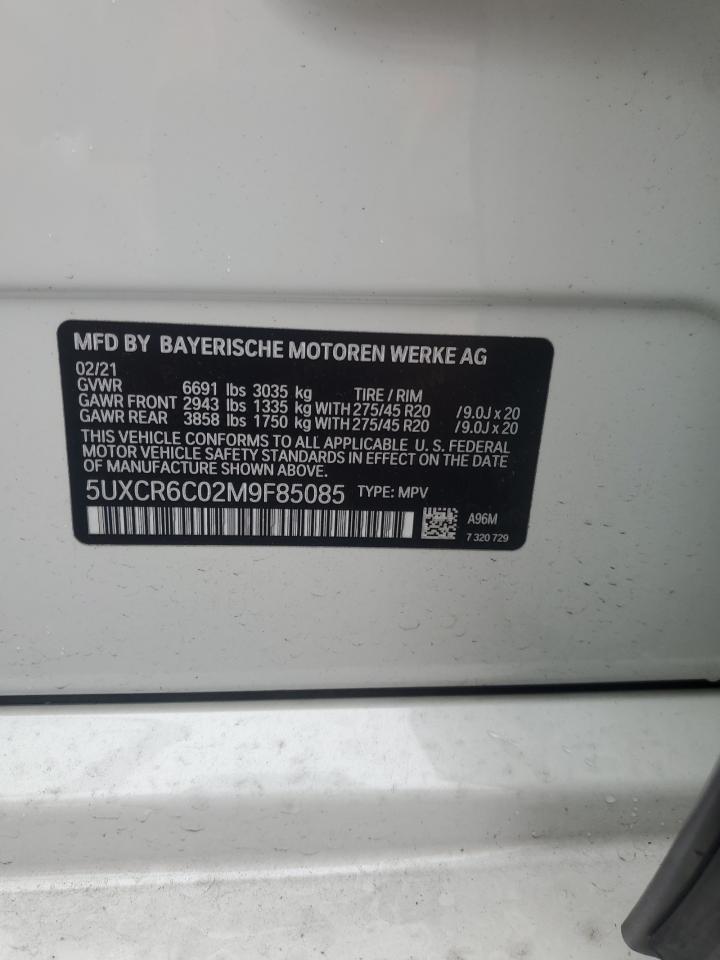 MFD BY BAYERISCHE MOTOREN WERKE AG
02/21
GVWR 6691 lbs 3035 kg TIRE / RIM
GAWR FRONT 2943 lbs 1335 kg WITH 275/45 R20 /9.0J x 20
GAWR REAR 3858 lbs 1750 kg WITH 275/45 R20 /9.0J x 20
THIS VEHICLE CONFORMS TO ALL APPLICABLE U. S. FEDERAL
MOTOR VEHICLE SAFETY STANDARDS IN EFFECT ON THE
DATE OF MANUFACTURE SHOWN ABOVE.
5UXCR6C02M9F85085 TYPE: MPV
A96M
7 320 729